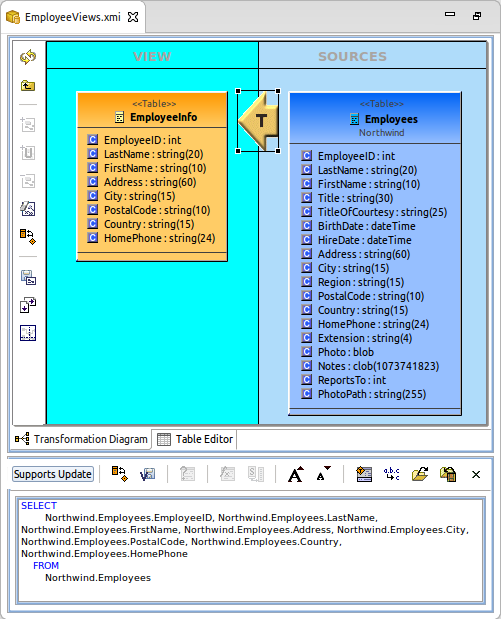 EmployeeViews.xmi
VIEW
SOURCES
<<Table>>
EmployeeInfo
EmployeeID : int
LastName : string(20)
FirstName : string(10)
Address : string(60)
City : string(15)
PostalCode : string(10)
Country : string(15)
HomePhone : string(24)
T
<<Table>>
Employees
Northwind
EmployeeID : int
LastName : string(20)
FirstName : string(10)
Title : string(30)
TitleOfCourtesy : string(25)
BirthDate : dateTime
HireDate : dateTime
Address : string(60)
City : string(15)
Region : string(15)
PostalCode : string(10)
Country : string(15)
HomePhone : string(24)
Extension : string(4)
Photo : blob
Notes : clob(1073741823)
ReportsTo : int
PhotoPath : string(255)
Transformation Diagram
Table Editor
Supports Update
SELECT
Northwind.Employees.EmployeeID, Northwind.Employees.LastName,
Northwind.Employees.FirstName, Northwind.Employees.Address, Northwind.Employees.City,
Northwind.Employees.PostalCode, Northwind.Employees.Country,
Northwind.Employees.HomePhone
FROM
Northwind.Employees